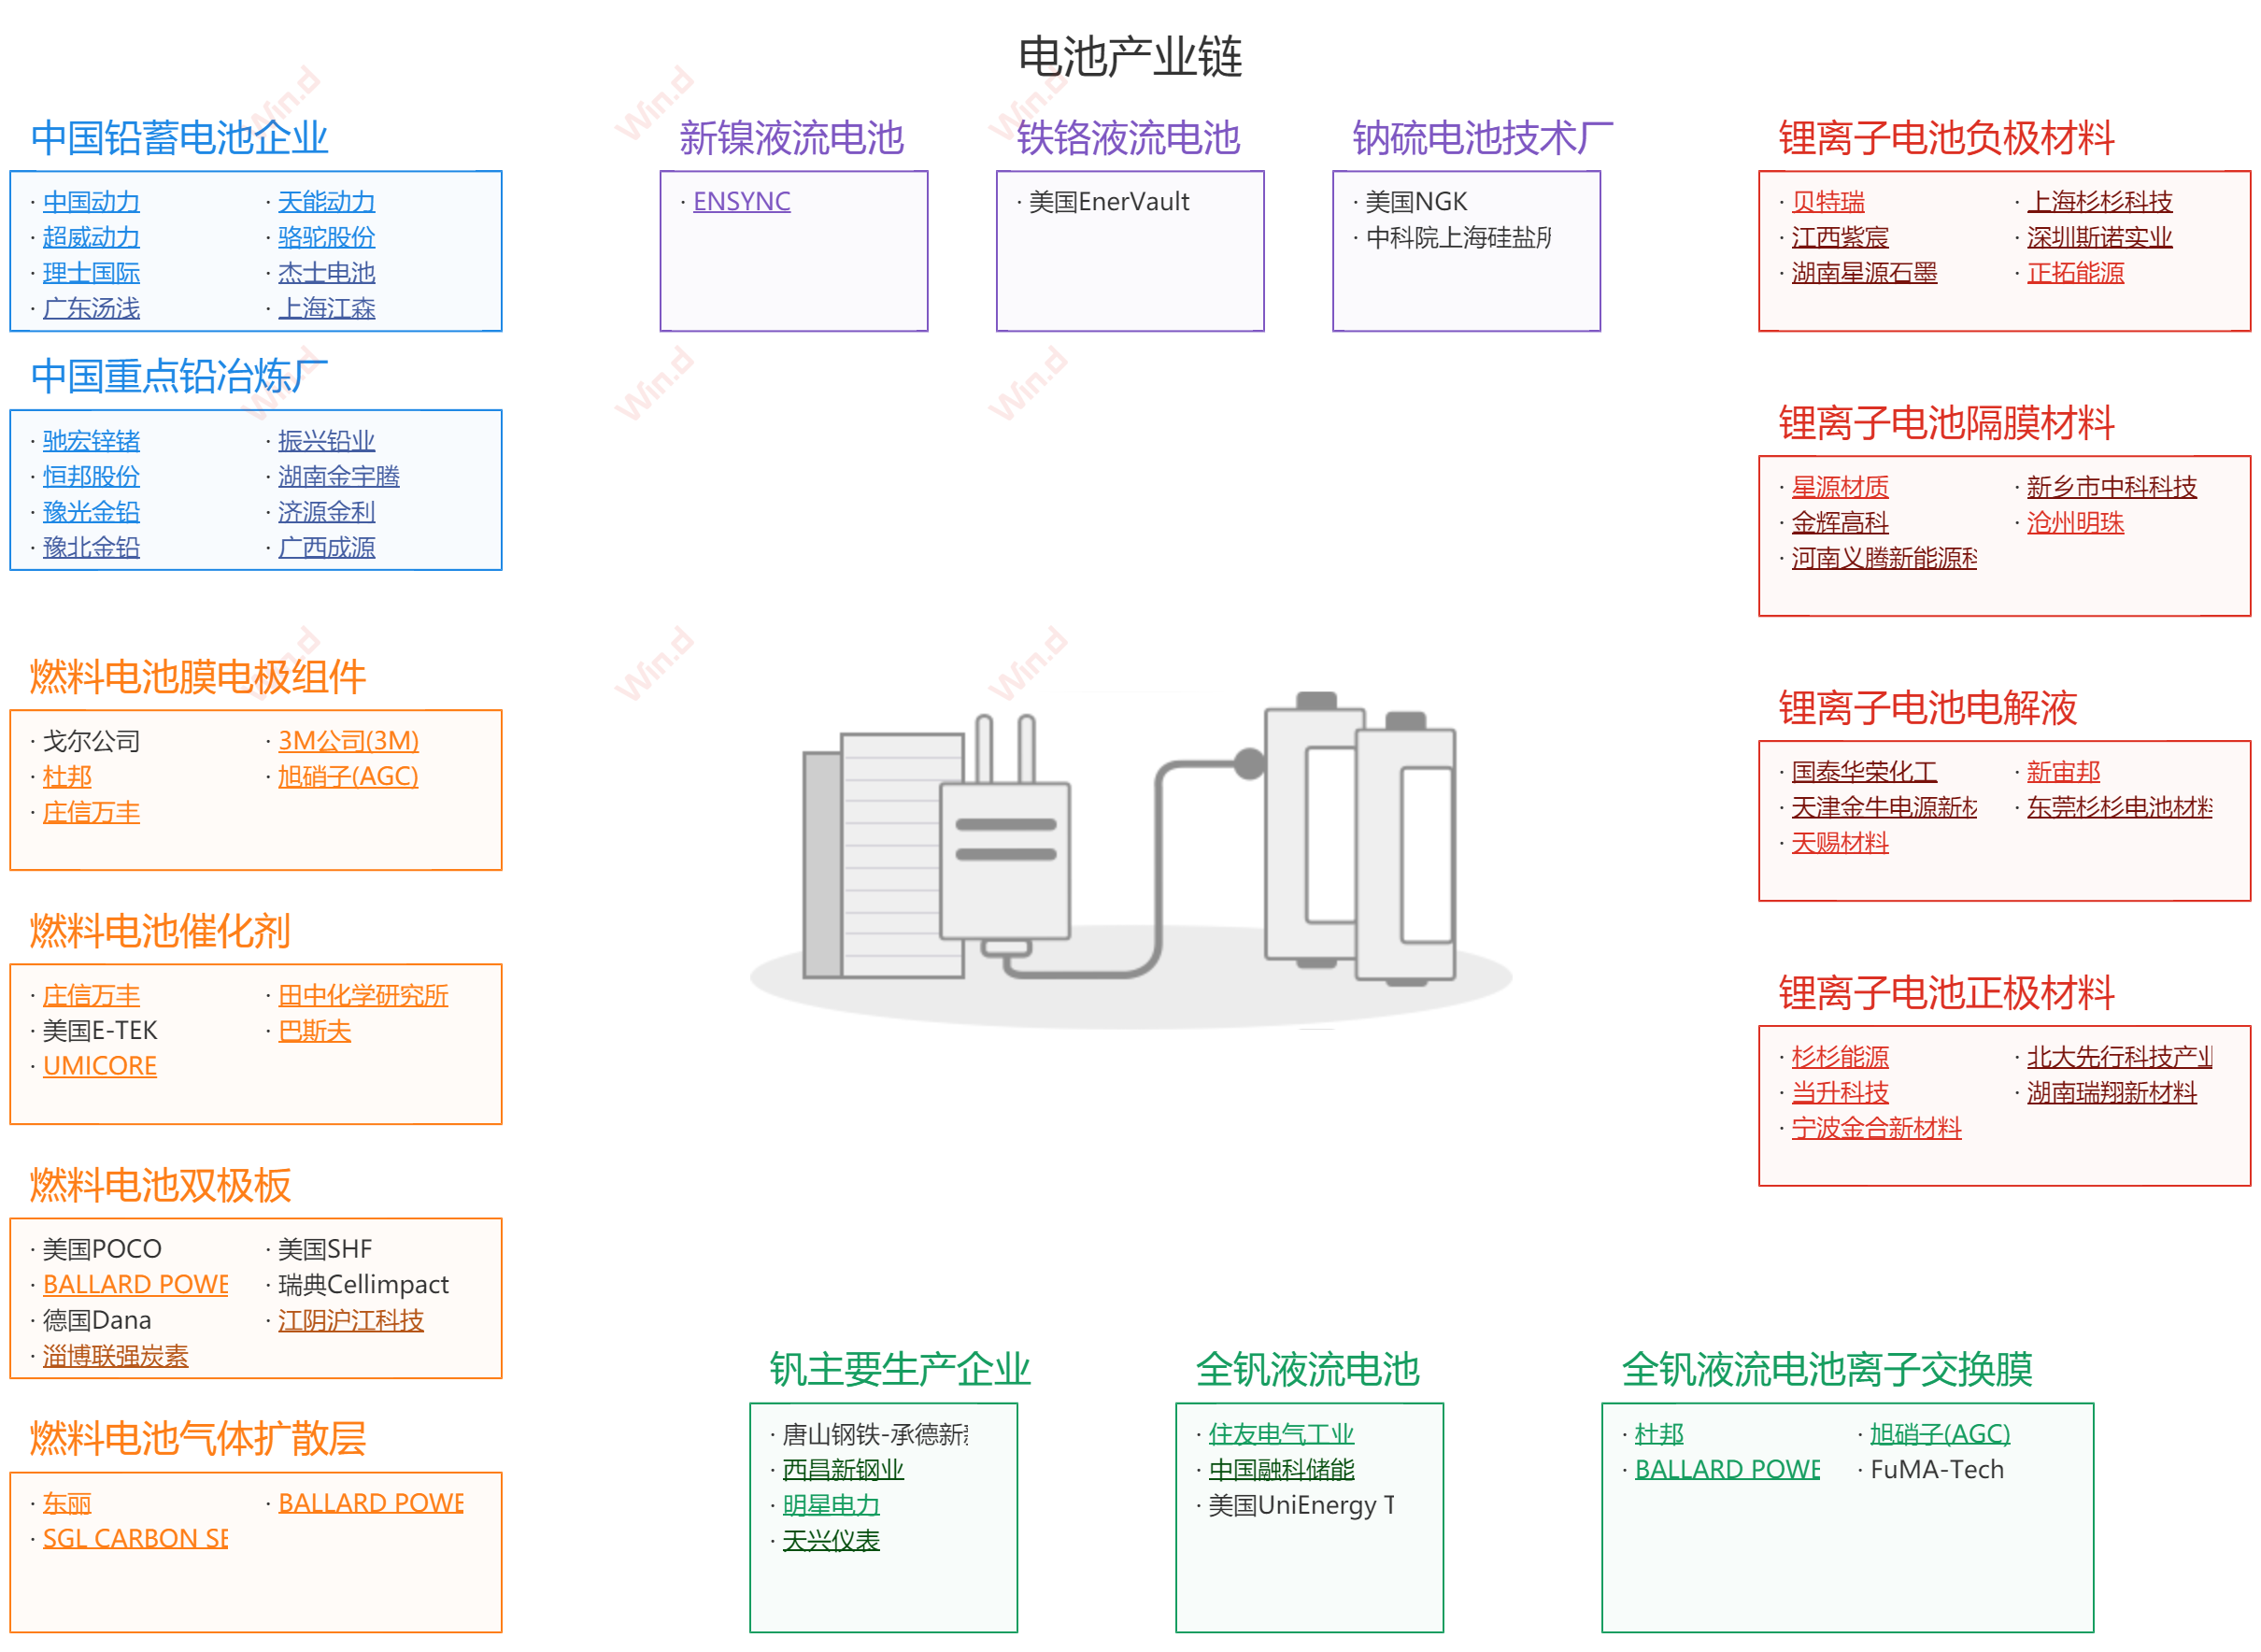 电池产业链
中国铅蓄电池企业
· 中国动力
· 天能动力
· 超威动力
· 骆驼股份
· 理士国际
· 杰士电池
· 广东汤浅
· 上海江森
中国重点铅冶炼厂
· 驰宏锌锗
· 振兴铅业
· 恒邦股份
· 湖南金宇腾
· 豫光金铅
· 济源金利
· 豫北金铅
· 广西成源
燃料电池膜电极组件
· 戈尔公司
· 3M公司(3M)
· 杜邦
· 旭硝子(AGC)
· 庄信万丰
燃料电池催化剂
· 庄信万丰
· 田中化学研究所
· 美国E-TEK
· 巴斯夫
· UMICORE
燃料电池双极板
· 美国POCO
· 美国SHF
· BALLARD POWE
· 瑞典Cellimpact
· 德国Dana
· 江阴沪江科技
· 淄博联强炭素
燃料电池气体扩散层
· 东丽
· BALLARD POWE
· SGL CARBON SE
新镍液流电池
· ENSYNC
铁铬液流电池
· 美国EnerVault
钠硫电池技术厂
· 美国NGK
· 中科院上海硅盐所
钒主要生产企业
· 唐山钢铁-承德新
· 西昌新钢业
· 明星电力
· 天兴仪表
全钒液流电池
· 住友电气工业
· 中国融科储能
· 美国UniEnergy T
全钒液流电池离子交换膜
· 杜邦
· 旭硝子(AGC)
· BALLARD POWE
· FuMA-Tech
锂离子电池负极材料
· 贝特瑞
· 上海杉杉科技
· 江西紫宸
· 深圳斯诺实业
· 湖南星源石墨
· 正拓能源
锂离子电池隔膜材料
· 星源材质
· 新乡市中科科技
· 金辉高科
· 沧州明珠
· 河南义腾新能源科
锂离子电池电解液
· 国泰华荣化工
· 新宙邦
· 天津金牛电源新材
· 东莞杉杉电池材料
· 天赐材料
锂离子电池正极材料
· 杉杉能源
· 北大先行科技产业
· 当升科技
· 湖南瑞翔新材料
· 宁波金合新材料
Win.d
Win.d
Win.d
Win.d
Win.d
Win.d
Win.d
Win.d
Win.d